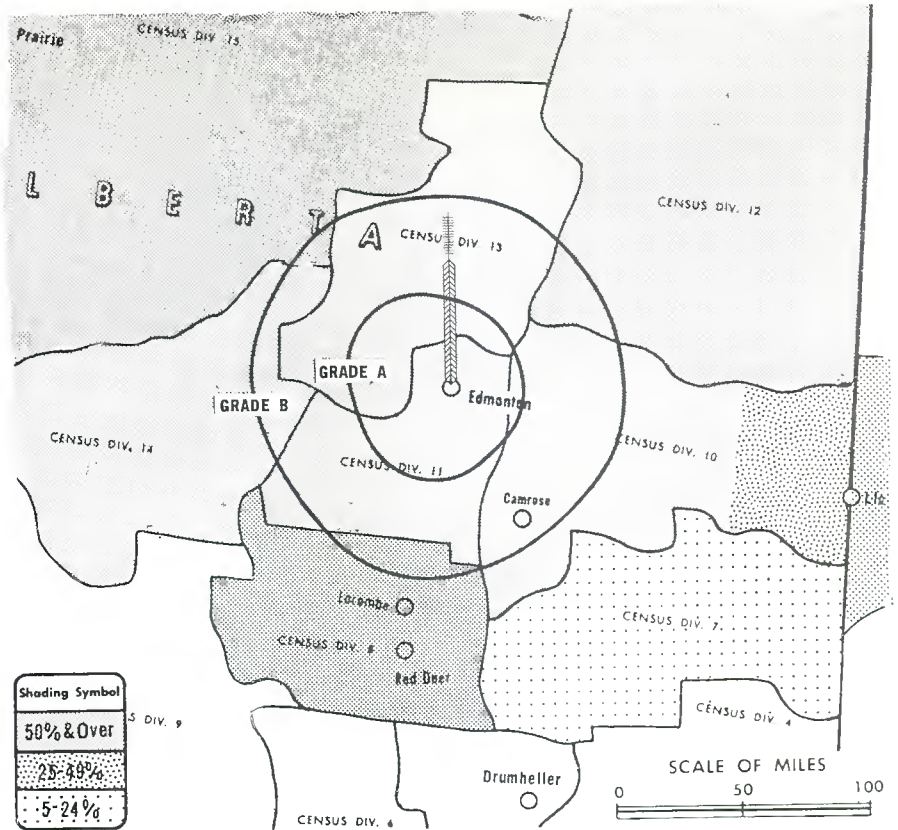 Prairie
CENSUS DIV. 15
L B E R T A
CENSUS DIV. 12
CENSUS DIV. 13
GRADE A
GRADE B
Edmonton
CENSUS DIV. 14
CENSUS DIV. 11
CENSUS DIV. 10
Camrose
Lacombe
CENSUS DIV. 8
Red Deer
CENSUS DIV. 7
CENSUS DIV. 4
S DIV. 9
Shading Symbol
50% & Over
25-49%
5-24%
Drumheller
CENSUS DIV. 6
SCALE OF MILES
0 50 100